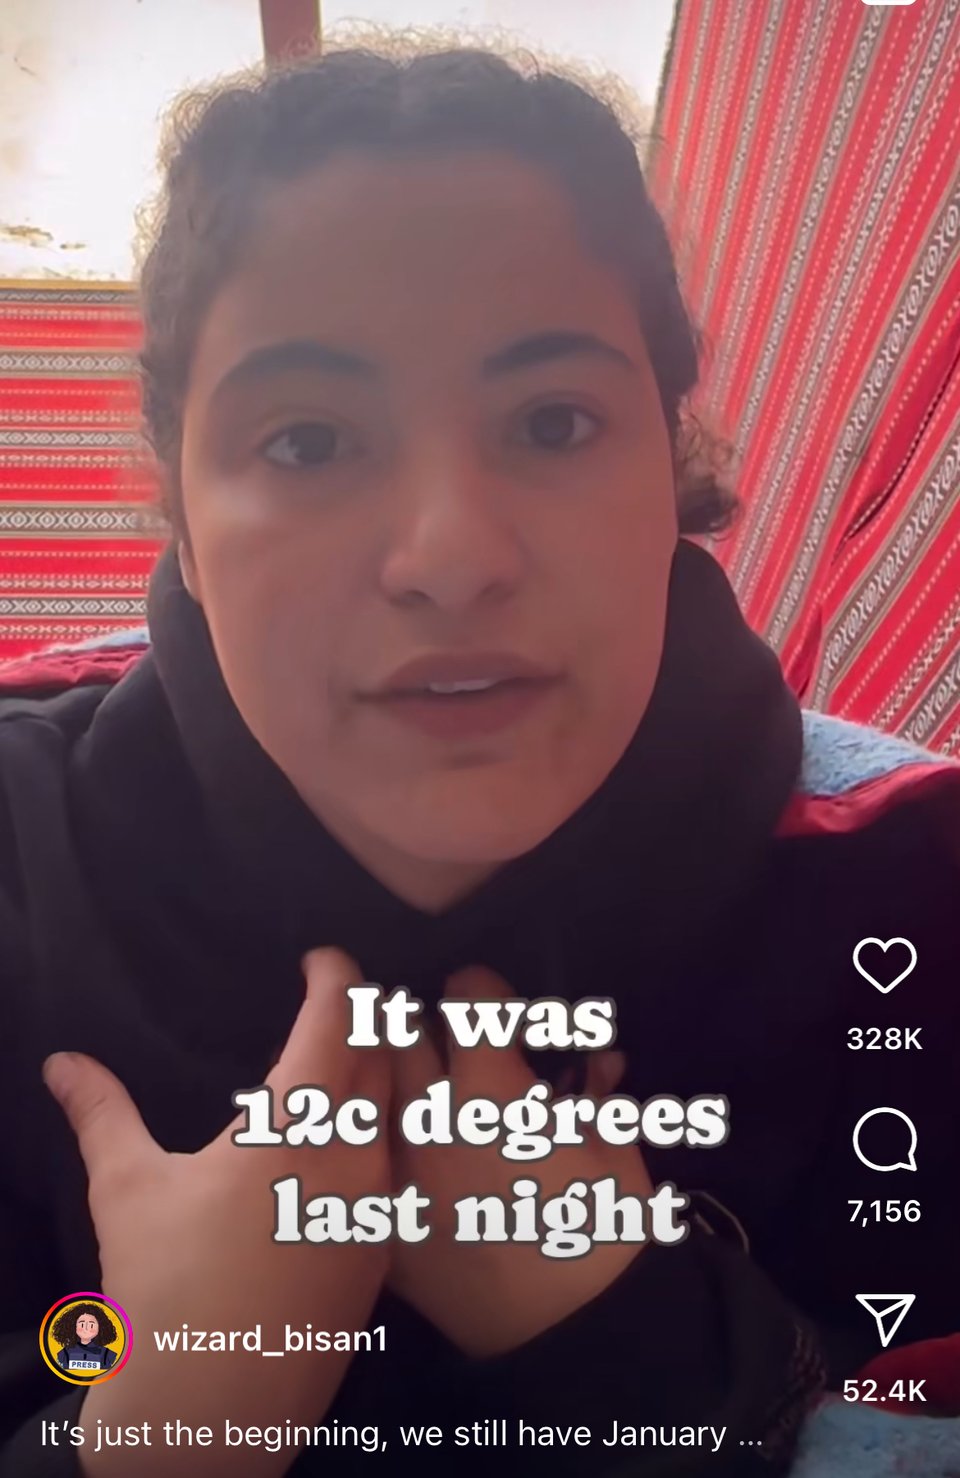 It was
12c degrees
last night
328K
7,156
52.4K
PRESS
wizard_bisan1
It’s just the beginning, we still have January ...